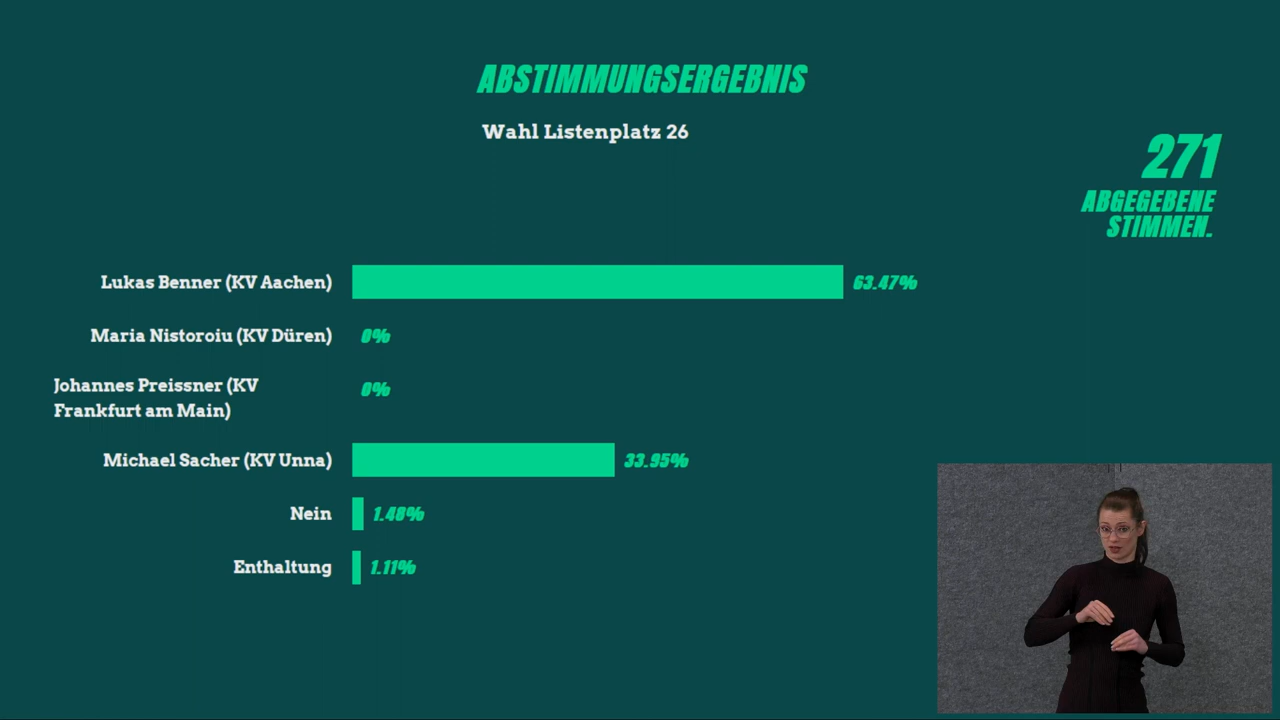 ABSTIMMUNGSERGEBNIS
Wahl Listenplatz 26
271
ABGEGEBENE
STIMMEN.
Lukas Benner (KV Aachen)
63.47%
Maria Nistoroiu (KV Düren)
0%
Johannes Preissner (KV
Frankfurt am Main)
0%
Michael Sacher (KV Unna)
33.95%
Nein
1.48%
Enthaltung
1.11%